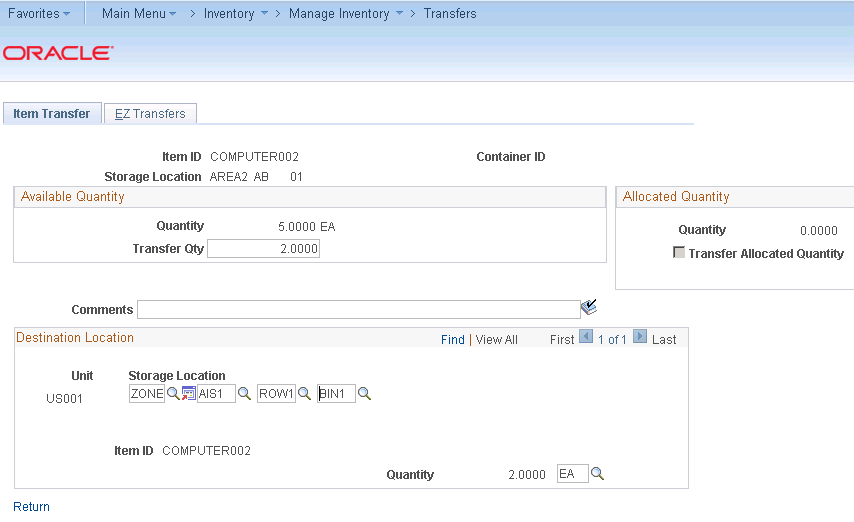 Favorites Main Menu > Inventory > Manage Inventory > Transfers
ORACLE
Item Transfer EZ Transfers
Item ID COMPUTER002 Container ID
Storage Location AREA2 AB 01
Available Quantity Allocated Quantity
Quantity 5.0000 EA Quantity 0.0000
Transfer Qty 2.0000 Transfer Allocated Quantity
Comments
Destination Location Find | View All First 1 of 1 Last
Unit Storage Location
US001 ZONE AIS1 ROW1 BIN1
Item ID COMPUTER002
Quantity 2.0000 EA
Return